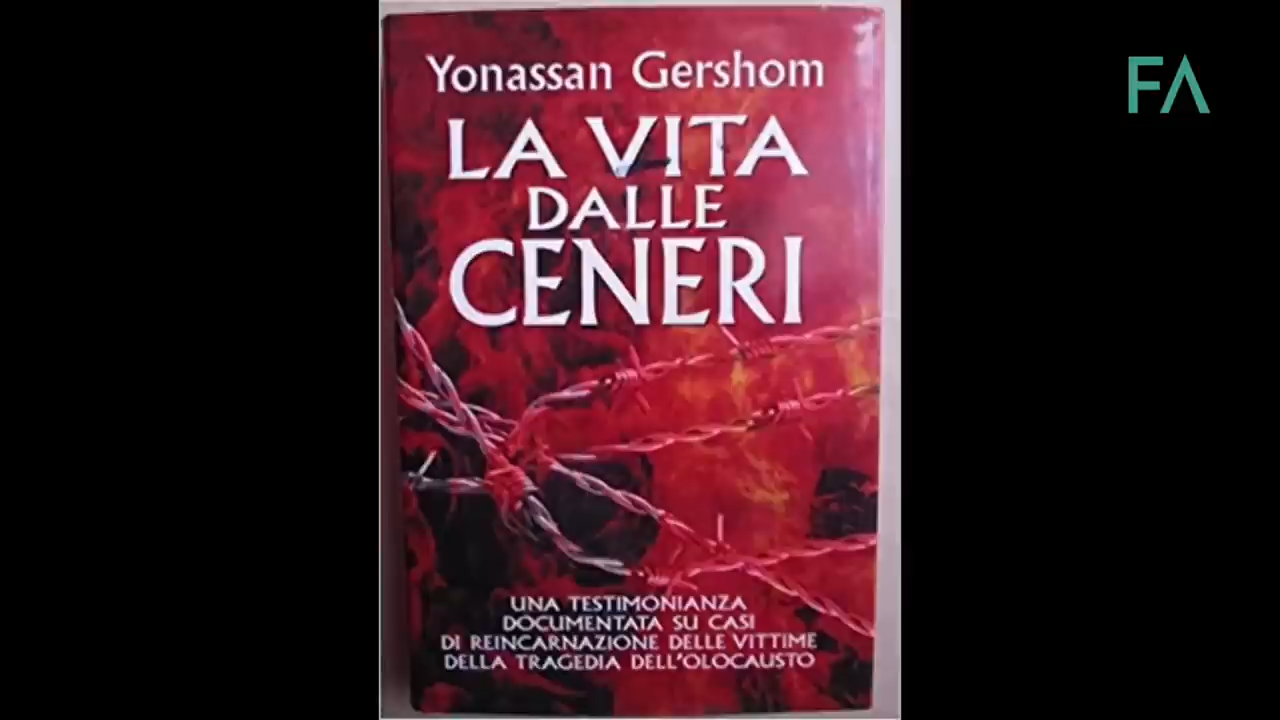 Yonassan Gershom
LA VITA
DALLE
CENERI
UNA TESTIMONIANZA
DOCUMENTATA SU CASI
DI REINCARNAZIONE DELLE VITTIME
DELLA TRAGEDIA DELL'OLOCAUSTO
FA